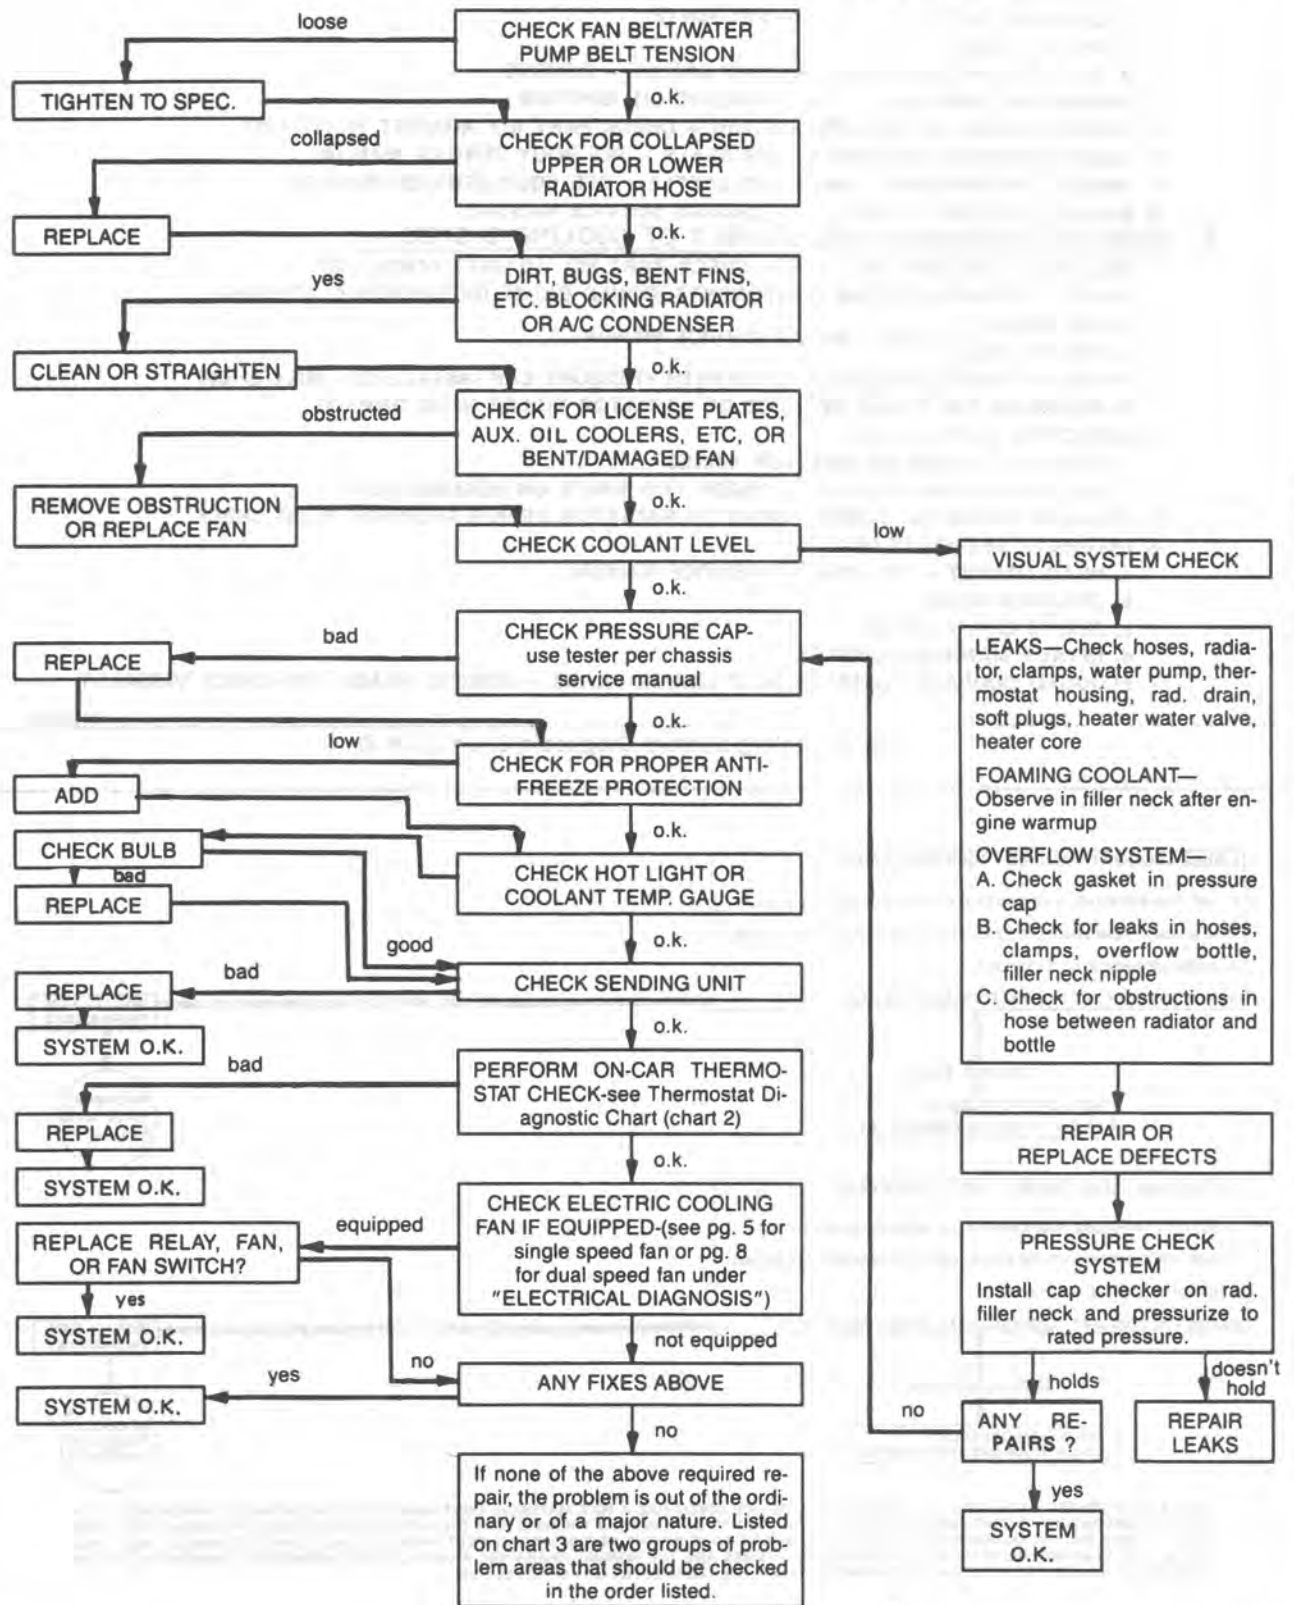 loose
CHECK FAN BELT/WATER
PUMP BELT TENSION
TIGHTEN TO SPEC.
o.k.
collapsed
CHECK FOR COLLAPSED
UPPER OR LOWER
RADIATOR HOSE
REPLACE
o.k.
yes
DIRT, BUGS, BENT FINS,
ETC. BLOCKING RADIATOR
OR A/C CONDENSER
CLEAN OR STRAIGHTEN
o.k.
obstructed
CHECK FOR LICENSE PLATES,
AUX. OIL COOLERS, ETC, OR
BENT/DAMAGED FAN
REMOVE OBSTRUCTION
OR REPLACE FAN
o.k.
CHECK COOLANT LEVEL
low
VISUAL SYSTEM CHECK
o.k.
bad
CHECK PRESSURE CAP-
use tester per chassis
service manual
REPLACE
o.k.
low
CHECK FOR PROPER ANTI-
FREEZE PROTECTION
ADD
o.k.
CHECK BULB
bad
REPLACE
CHECK HOT LIGHT OR
COOLANT TEMP. GAUGE
o.k.
good
bad
CHECK SENDING UNIT
REPLACE
SYSTEM O.K.
o.k.
bad
PERFORM ON-CAR THERMO-
STAT CHECK-see Thermostat Di-
agnostic Chart (chart 2)
REPLACE
SYSTEM O.K.
o.k.
equipped
CHECK ELECTRIC COOLING
FAN IF EQUIPPED-(see pg. 5 for
single speed fan or pg. 8
for dual speed fan under
"ELECTRICAL DIAGNOSIS")
REPLACE RELAY, FAN,
OR FAN SWITCH?
yes
SYSTEM O.K.
not equipped
no
yes
ANY FIXES ABOVE
SYSTEM O.K.
no
If none of the above required re-
pair, the problem is out of the ordi-
nary or of a major nature. Listed
on chart 3 are two groups of prob-
lem areas that should be checked
in the order listed.
LEAKS—Check hoses, radia-
tor, clamps, water pump, ther-
mostat housing, rad. drain,
soft plugs, heater water valve,
heater core
FOAMING COOLANT—
Observe in filler neck after en-
gine warmup
OVERFLOW SYSTEM—
A. Check gasket in pressure
cap
B. Check for leaks in hoses,
clamps, overflow bottle,
filler neck nipple
C. Check for obstructions in
hose between radiator and
bottle
REPAIR OR
REPLACE DEFECTS
PRESSURE CHECK
SYSTEM
Install cap checker on rad.
filler neck and pressurize to
rated pressure.
holds
doesn't
hold
no
ANY RE-
PAIRS ?
REPAIR
LEAKS
yes
SYSTEM
O.K.